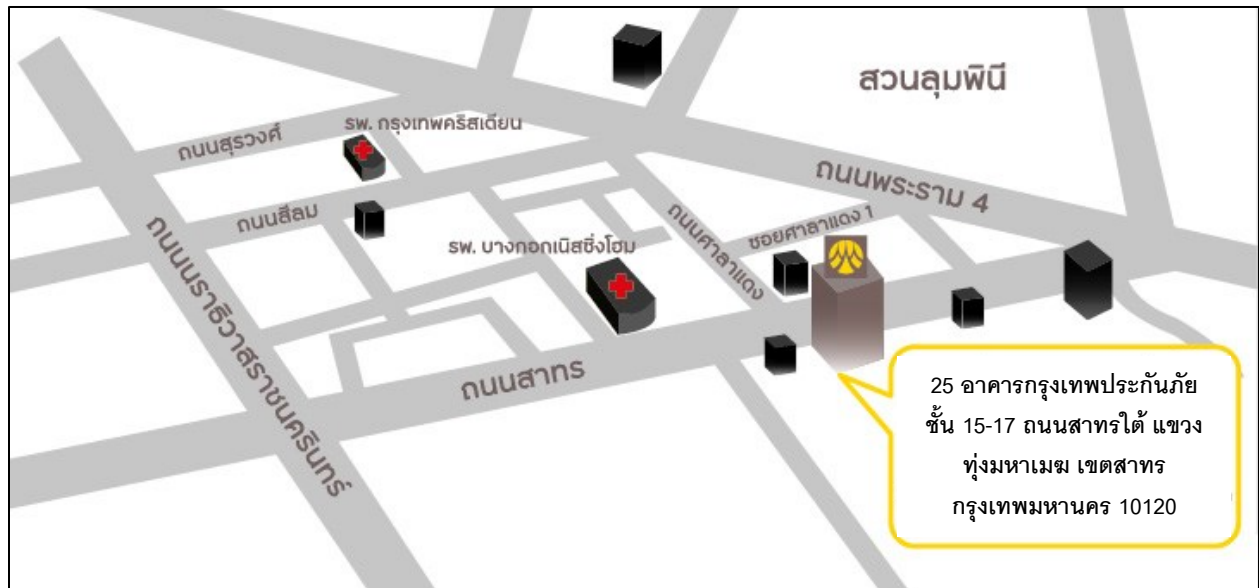 สวนลุมพินี
รพ. กรุงเทพคริสเตียน
ถนนสุรวงศ์
ถนนพระราม 4
ถนนสีลม
ถนนศาลาแดง
ซอยศาลาแดง 1
รพ. บางกอกเนิสซิ่งโฮม
ถนนนราธิวาสราชนครินทร์
ถนนสาทร
25 อาคารกรุงเทพประกันภัย
ชั้น 15-17 ถนนสาทรใต้ แขวง
ทุ่งมหาเมฆ เขตสาทร
กรุงเทพมหานคร 10120